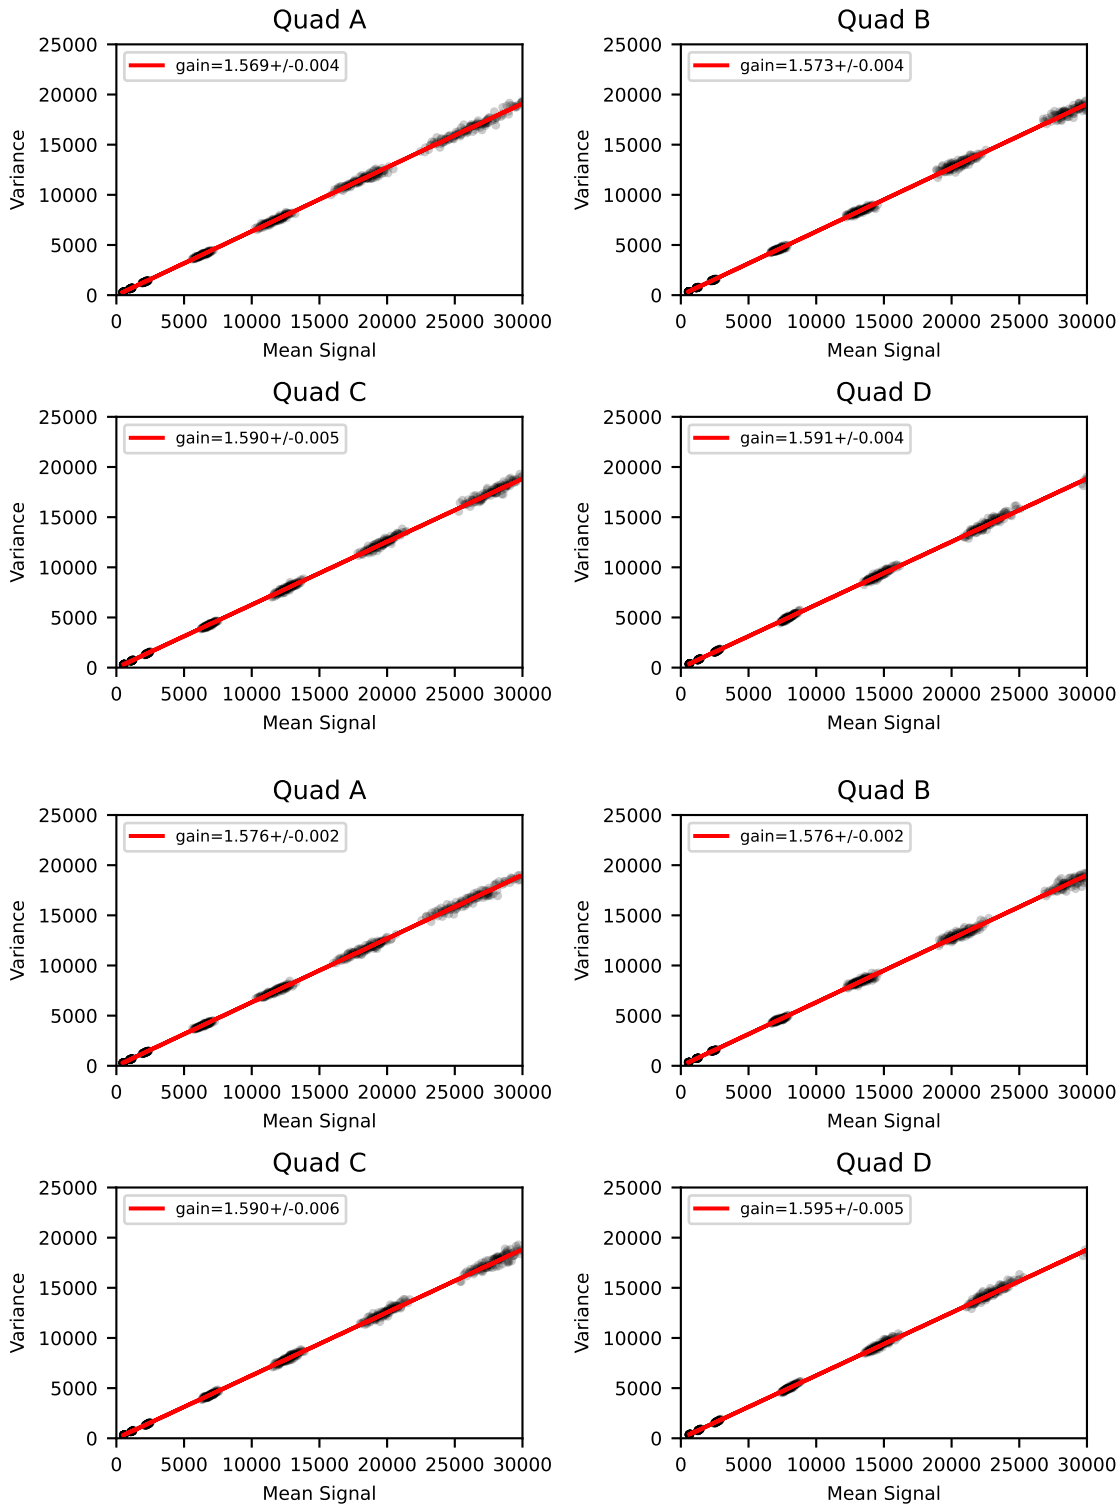 Quad A
25000
20000
15000
10000
5000
0
Variance
gain=1.569+/-0.004
0 5000 10000 15000 20000 25000 30000
Mean Signal
Quad B
25000
20000
15000
10000
5000
0
Variance
gain=1.573+/-0.004
0 5000 10000 15000 20000 25000 30000
Mean Signal
Quad C
25000
20000
15000
10000
5000
0
Variance
gain=1.590+/-0.005
0 5000 10000 15000 20000 25000 30000
Mean Signal
Quad D
25000
20000
15000
10000
5000
0
Variance
gain=1.591+/-0.004
0 5000 10000 15000 20000 25000 30000
Mean Signal
Quad A
25000
20000
15000
10000
5000
0
Variance
gain=1.576+/-0.002
0 5000 10000 15000 20000 25000 30000
Mean Signal
Quad B
25000
20000
15000
10000
5000
0
Variance
gain=1.576+/-0.002
0 5000 10000 15000 20000 25000 30000
Mean Signal
Quad C
25000
20000
15000
10000
5000
0
Variance
gain=1.590+/-0.006
0 5000 10000 15000 20000 25000 30000
Mean Signal
Quad D
25000
20000
15000
10000
5000
0
Variance
gain=1.595+/-0.005
0 5000 10000 15000 20000 25000 30000
Mean Signal